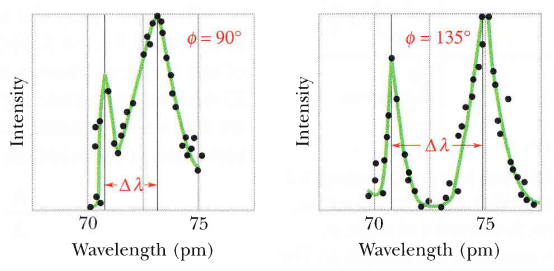 Intensity
ϕ = 90°
Δλ
70
75
Wavelength (pm)
Intensity
ϕ = 135°
Δλ
70
75
Wavelength (pm)